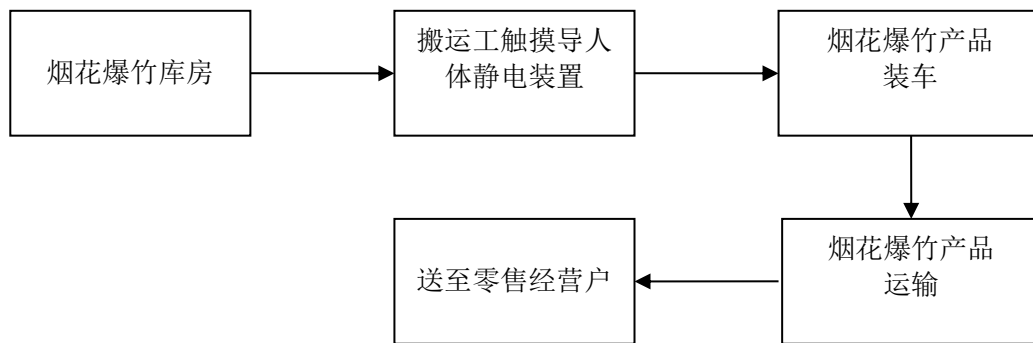 烟花爆竹库房
搬运工触摸导人
体静电装置
烟花爆竹产品
装车
烟花爆竹产品
运输
送至零售经营户